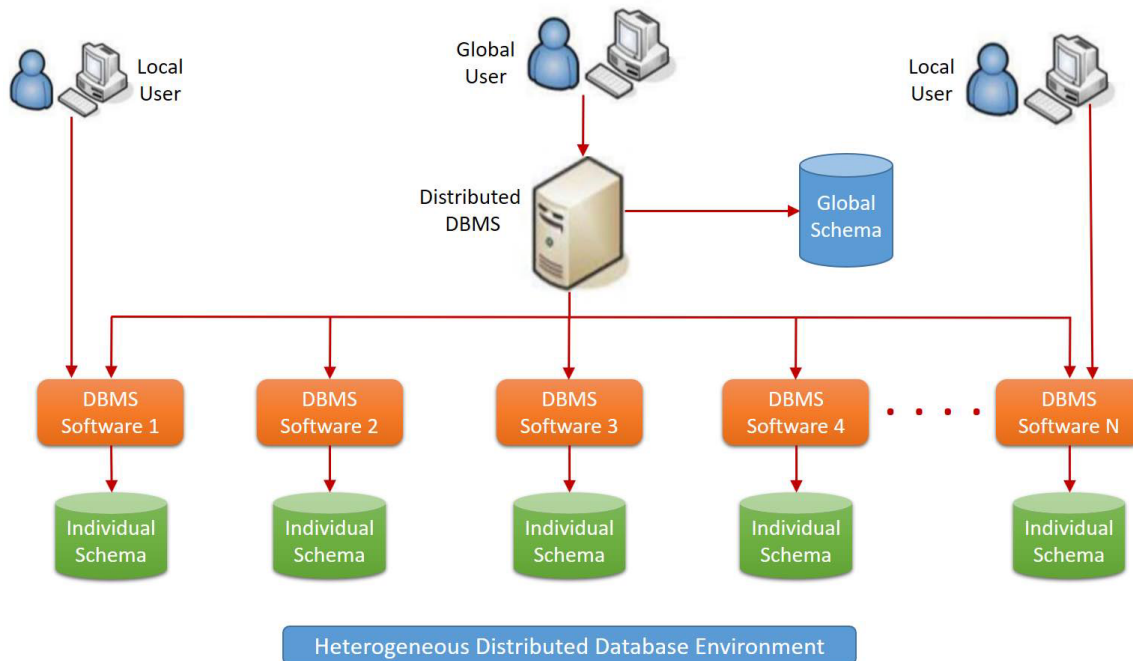 Local
User
Global
User
Local
User
Distributed
DBMS
Global
Schema
DBMS
Software 1
DBMS
Software 2
DBMS
Software 3
DBMS
Software 4
. . . .
DBMS
Software N
Individual
Schema
Individual
Schema
Individual
Schema
Individual
Schema
Individual
Schema
Heterogeneous Distributed Database Environment